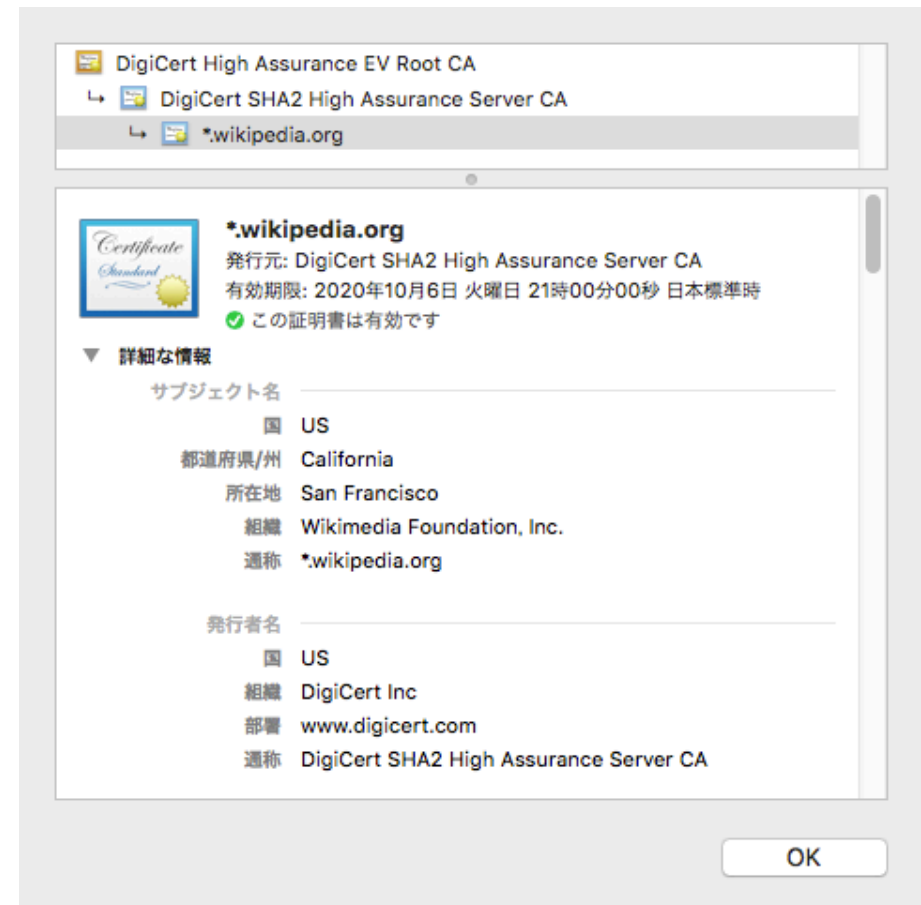 DigiCert High Assurance EV Root CA
↳ DigiCert SHA2 High Assurance Server CA
↳ *.wikipedia.org
Certificate
Standard
*.wikipedia.org
発行元: DigiCert SHA2 High Assurance Server CA
有効期限: 2020年10月6日 火曜日 21時00分00秒 日本標準時
この証明書は有効です
▼ 詳細な情報
サブジェクト名
国 US
都道府県/州 California
所在地 San Francisco
組織 Wikimedia Foundation, Inc.
通称 *.wikipedia.org
発行者名
国 US
組織 DigiCert Inc
部署 www.digicert.com
通称 DigiCert SHA2 High Assurance Server CA
OK